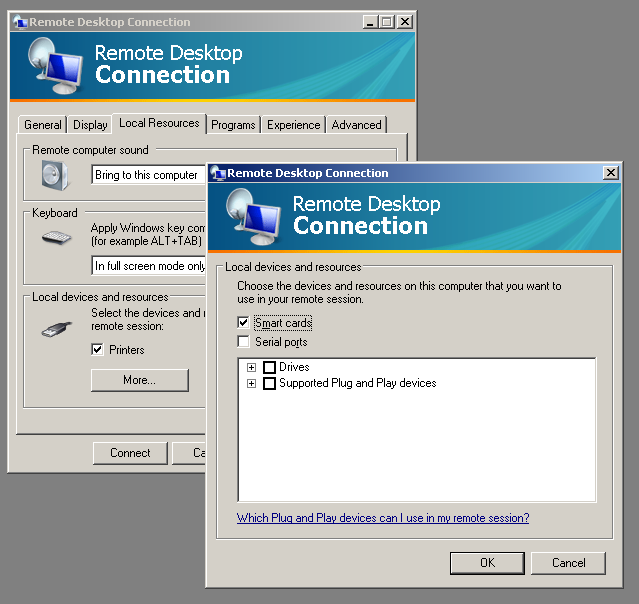 Remote Desktop Connection
Remote Desktop
Connection
General Display Local Resources Programs Experience Advanced
Remote computer sound
Bring to this computer
Keyboard
Apply Windows key com
(for example ALT+TAB)
In full screen mode only
Local devices and resources
Select the devices and r
remote session:
Printers
More...
Connect Ca
Remote Desktop Connection
Remote Desktop
Connection
Local devices and resources
Choose the devices and resources on this computer that you want to
use in your remote session.
Smart cards
Serial ports
Drives
Supported Plug and Play devices
Which Plug and Play devices can I use in my remote session?
OK Cancel